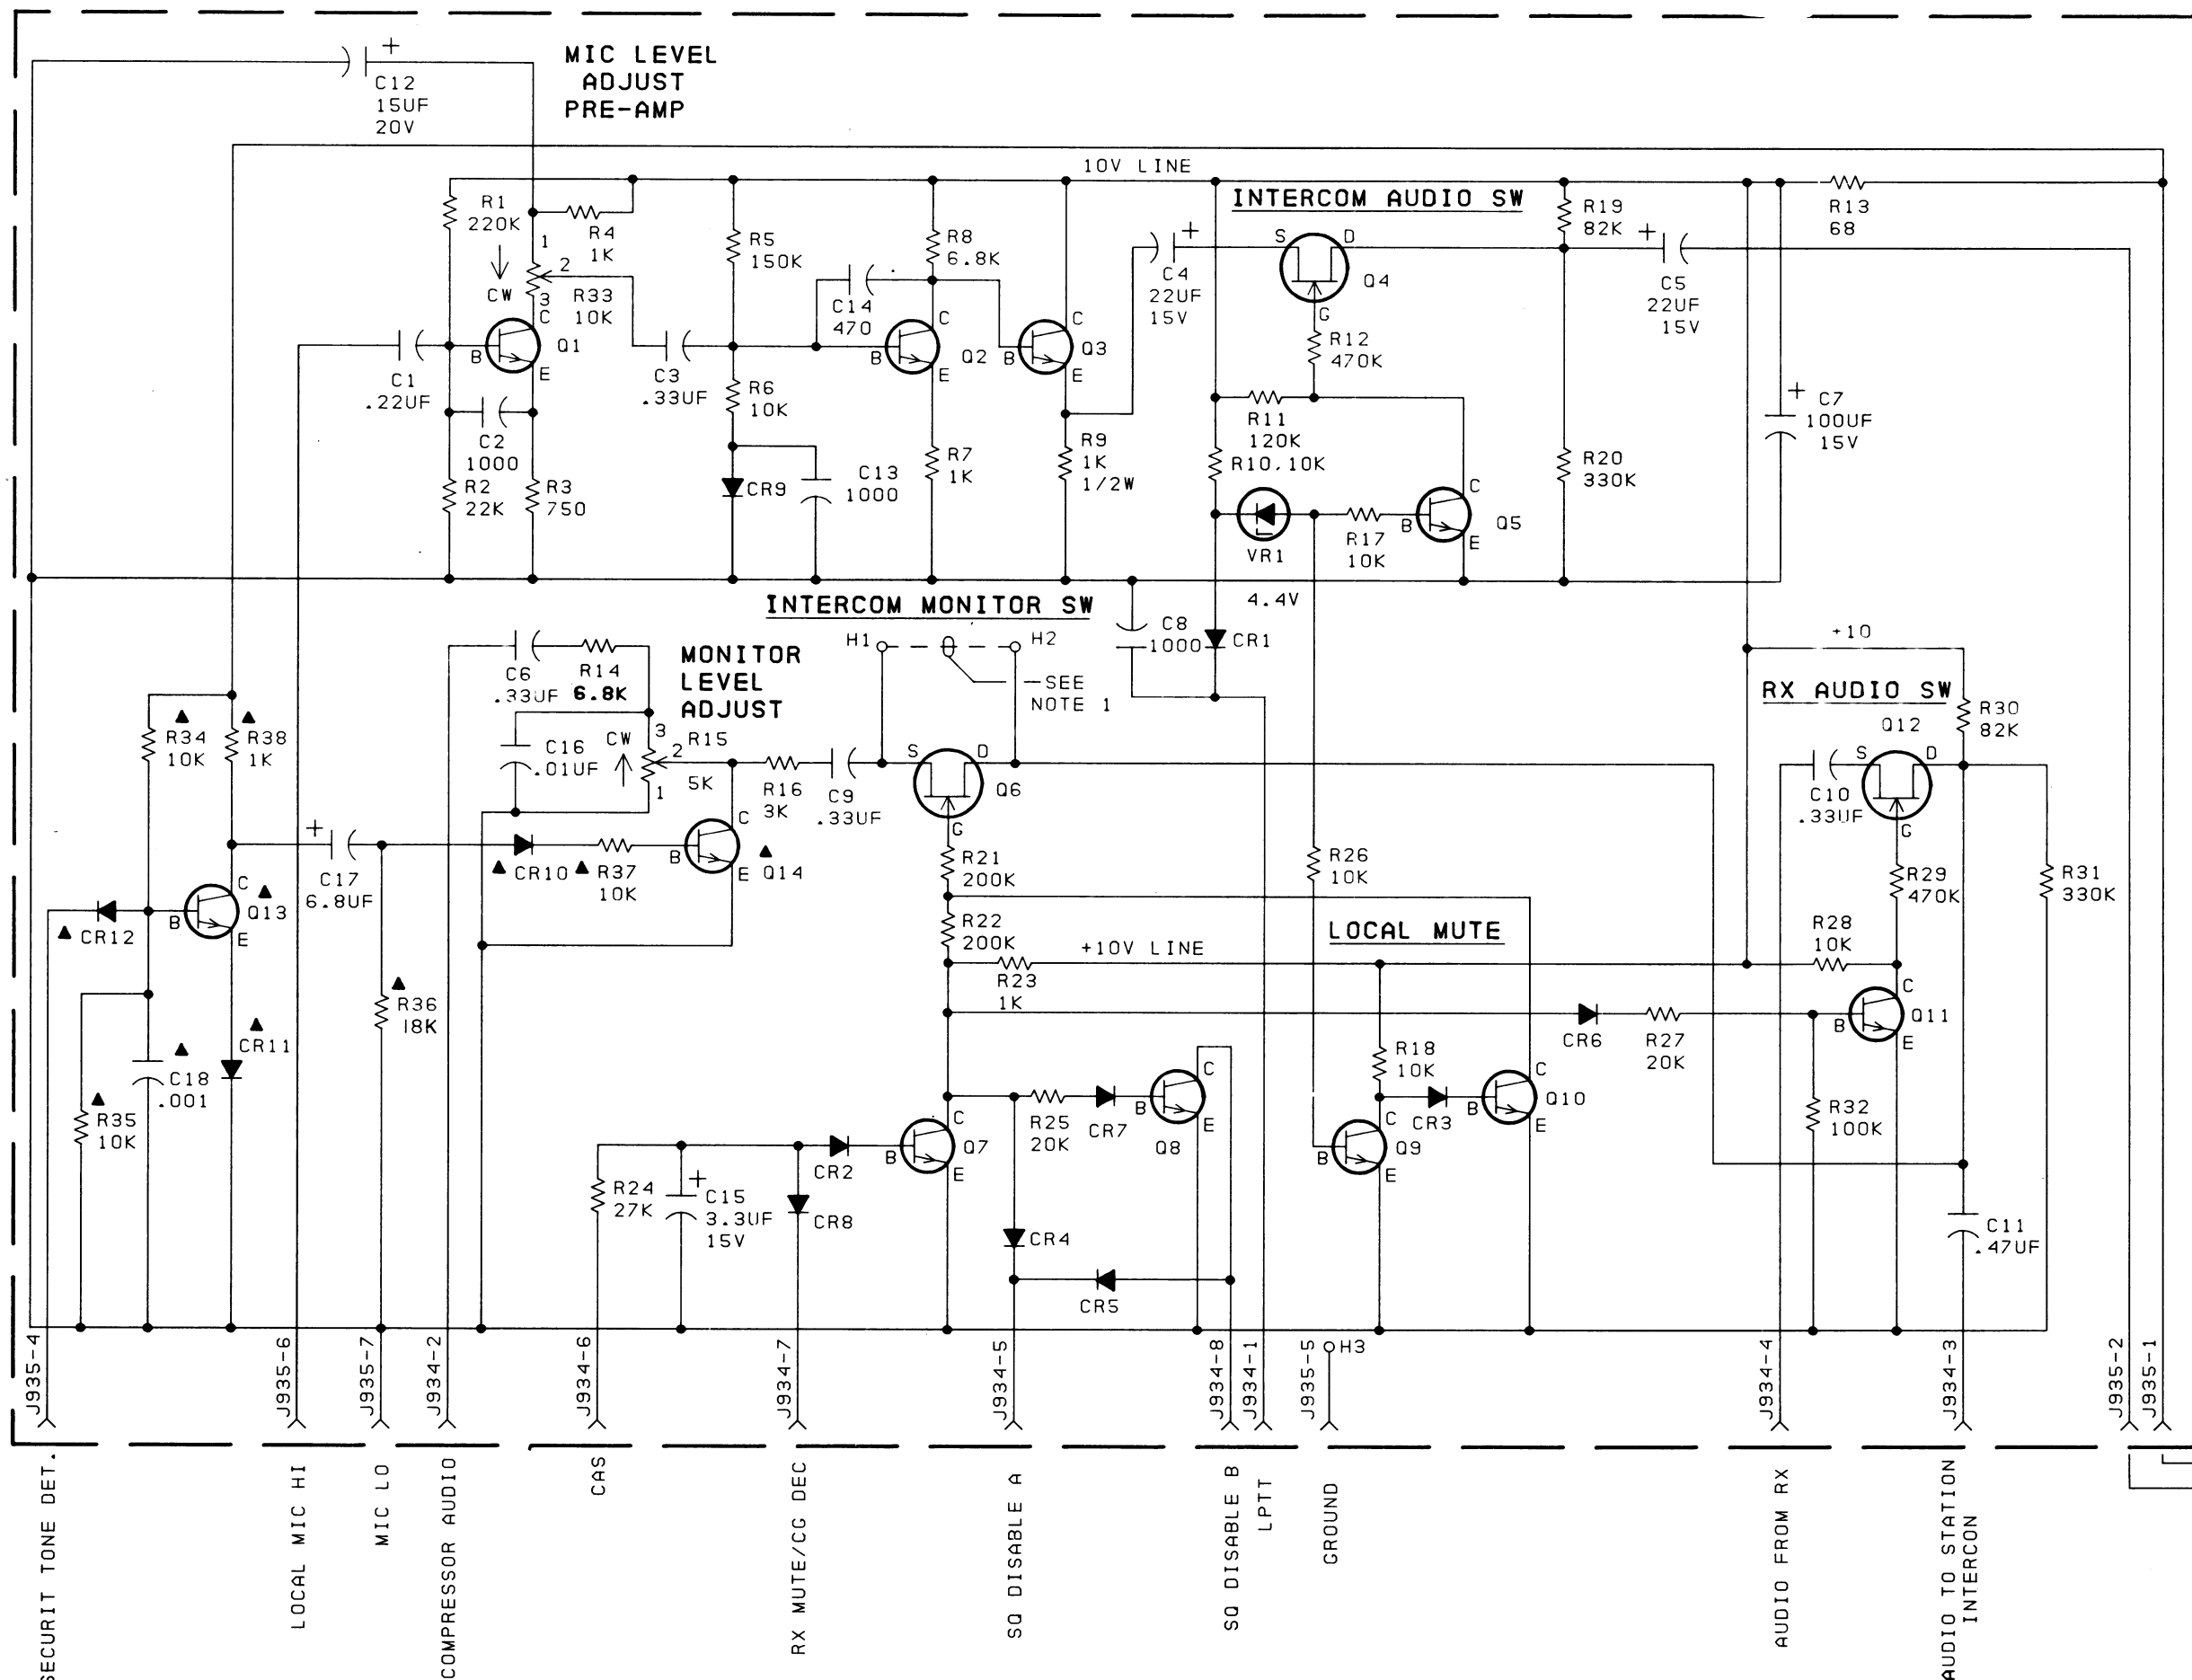 C12
15UF
20V
+
MIC LEVEL
ADJUST
PRE-AMP
10V LINE
R1
220K
R4
1K
1
2
3
CW
R33
10K
C
B
E
Q1
C1
.22UF
C2
1000
R2
22K
R3
750
R5
150K
C3
.33UF
R6
10K
CR9
C13
1000
C14
470
R8
6.8K
C
B
E
Q2
R7
1K
C
B
E
Q3
R9
1K
1/2W
+
C4
22UF
15V
INTERCOM AUDIO SW
S
D
G
Q4
R12
470K
R11
120K
R10,10K
VR1
4.4V
R17
10K
C
B
E
Q5
R19
82K
+
C5
22UF
15V
R13
68
+
C7
100UF
15V
R20
330K
INTERCOM MONITOR SW
H1
H2
SEE
NOTE 1
C8
1000
CR1
C6
.33UF
R14
6.8K
MONITOR
LEVEL
ADJUST
C16
.01UF
CW
3
2
1
R15
5K
R16
3K
C9
.33UF
S
D
G
Q6
+10
RX AUDIO SW
Q12
R30
82K
S
D
G
C10
.33UF
R29
470K
R31
330K
R34
10K
R38
1K
+
C17
6.8UF
CR10
R37
10K
C
B
E
Q14
C
B
E
Q13
CR12
R36
18K
CR11
C18
.001
R35
10K
R21
200K
R22
200K
+10V LINE
R23
1K
R26
10K
LOCAL MUTE
R28
10K
C
B
E
Q11
CR6
R27
20K
R32
100K
R18
10K
CR3
C
B
E
Q10
C
B
E
Q9
R25
20K
CR7
C
B
E
Q8
C
B
E
Q7
CR2
CR8
R24
27K
+
C15
3.3UF
15V
CR4
CR5
C11
.47UF
H3
J935-4
J935-6
J935-7
J934-2
J934-6
J934-7
J934-5
J934-8
J934-1
J935-5
J934-4
J934-3
J935-2
J935-1
SECURIT TONE DET.
LOCAL MIC HI
MIC LO
COMPRESSOR AUDIO
CAS
RX MUTE/CG DEC
SQ DISABLE A
SQ DISABLE B
LPTT
GROUND
AUDIO FROM RX
AUDIO TO STATION
INTERCON